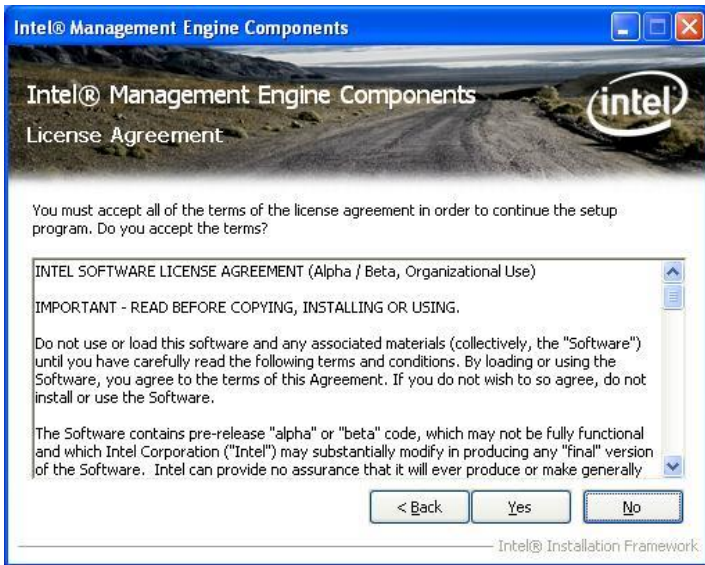 Intel® Management Engine Components
Intel® Management Engine Components
License Agreement
intel
You must accept all of the terms of the license agreement in order to continue the setup
program. Do you accept the terms?
INTEL SOFTWARE LICENSE AGREEMENT (Alpha / Beta, Organizational Use)
IMPORTANT - READ BEFORE COPYING, INSTALLING OR USING.
Do not use or load this software and any associated materials (collectively, the "Software")
until you have carefully read the following terms and conditions. By loading or using the
Software, you agree to the terms of this Agreement. If you do not wish to so agree, do not
install or use the Software.
The Software contains pre-release "alpha" or "beta" code, which may not be fully functional
and which Intel Corporation ("Intel") may substantially modify in producing any "final" version
of the Software.  Intel can provide no assurance that it will ever produce or make generally
< Back
Yes
No
Intel® Installation Framework